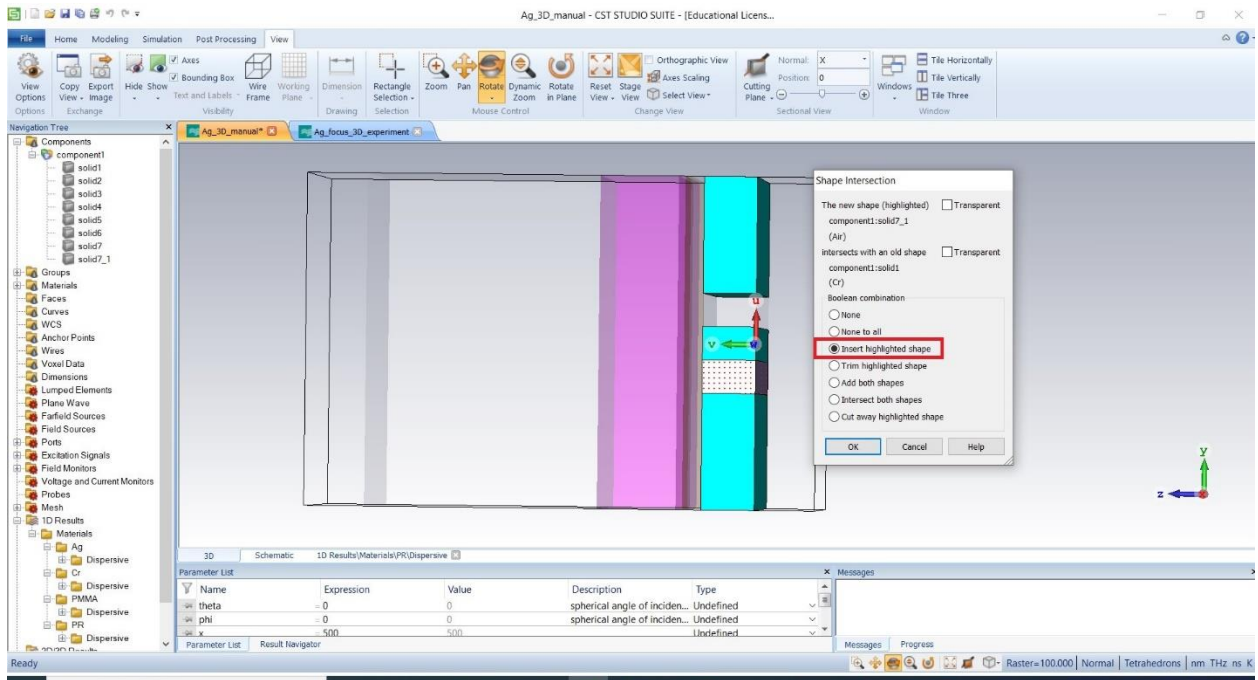 Ag_3D_manual - CST STUDIO SUITE - [Educational Licens...
File Home Modeling Simulation Post Processing View
View Options
Copy View -
Export Image
Hide Show
Axes
Bounding Box
Text and Labels
Wire Frame
Working Plane
Dimension
Rectangle Selection
Zoom
Pan
Rotate
Dynamic Zoom
Rotate in Plane
Reset View
Stage View
Orthographic View
Axes Scaling
Select View
Cutting Plane
Normal: X
Position: 0
Windows
Tile Horizontally
Tile Vertically
Tile Three
Options Exchange Visibility Drawing Selection Mouse Control Change View Sectional View Window
Navigation Tree
Components
component1
solid1
solid2
solid3
solid4
solid5
solid6
solid7
solid7_1
Groups
Materials
Faces
Curves
WCS
Anchor Points
Wires
Voxel Data
Dimensions
Lumped Elements
Plane Wave
Farfield Sources
Field Sources
Ports
Excitation Signals
Field Monitors
Voltage and Current Monitors
Probes
Mesh
1D Results
Materials
Ag
Dispersive
Cr
Dispersive
PMMA
Dispersive
PR
Dispersive
2D/3D Results
Ag_3D_manual* Ag_focus_3D_experiment
u
v w
Shape Intersection
The new shape (highlighted) Transparent
component1:solid7_1
(Air)
intersects with an old shape Transparent
component1:solid1
(Cr)
Boolean combination
None
None to all
Insert highlighted shape
Trim highlighted shape
Add both shapes
Intersect both shapes
Cut away highlighted shape
OK Cancel Help
y
z
3D Schematic 1D Results\Materials\PR\Dispersive
Parameter List
Name Expression Value Description Type
theta = 0 0 spherical angle of inciden... Undefined
phi = 0 0 spherical angle of inciden... Undefined
x = 500 500 Undefined
Parameter List Result Navigator
Messages
Messages Progress
Ready
Raster=100.000 Normal Tetrahedrons nm THz ns K